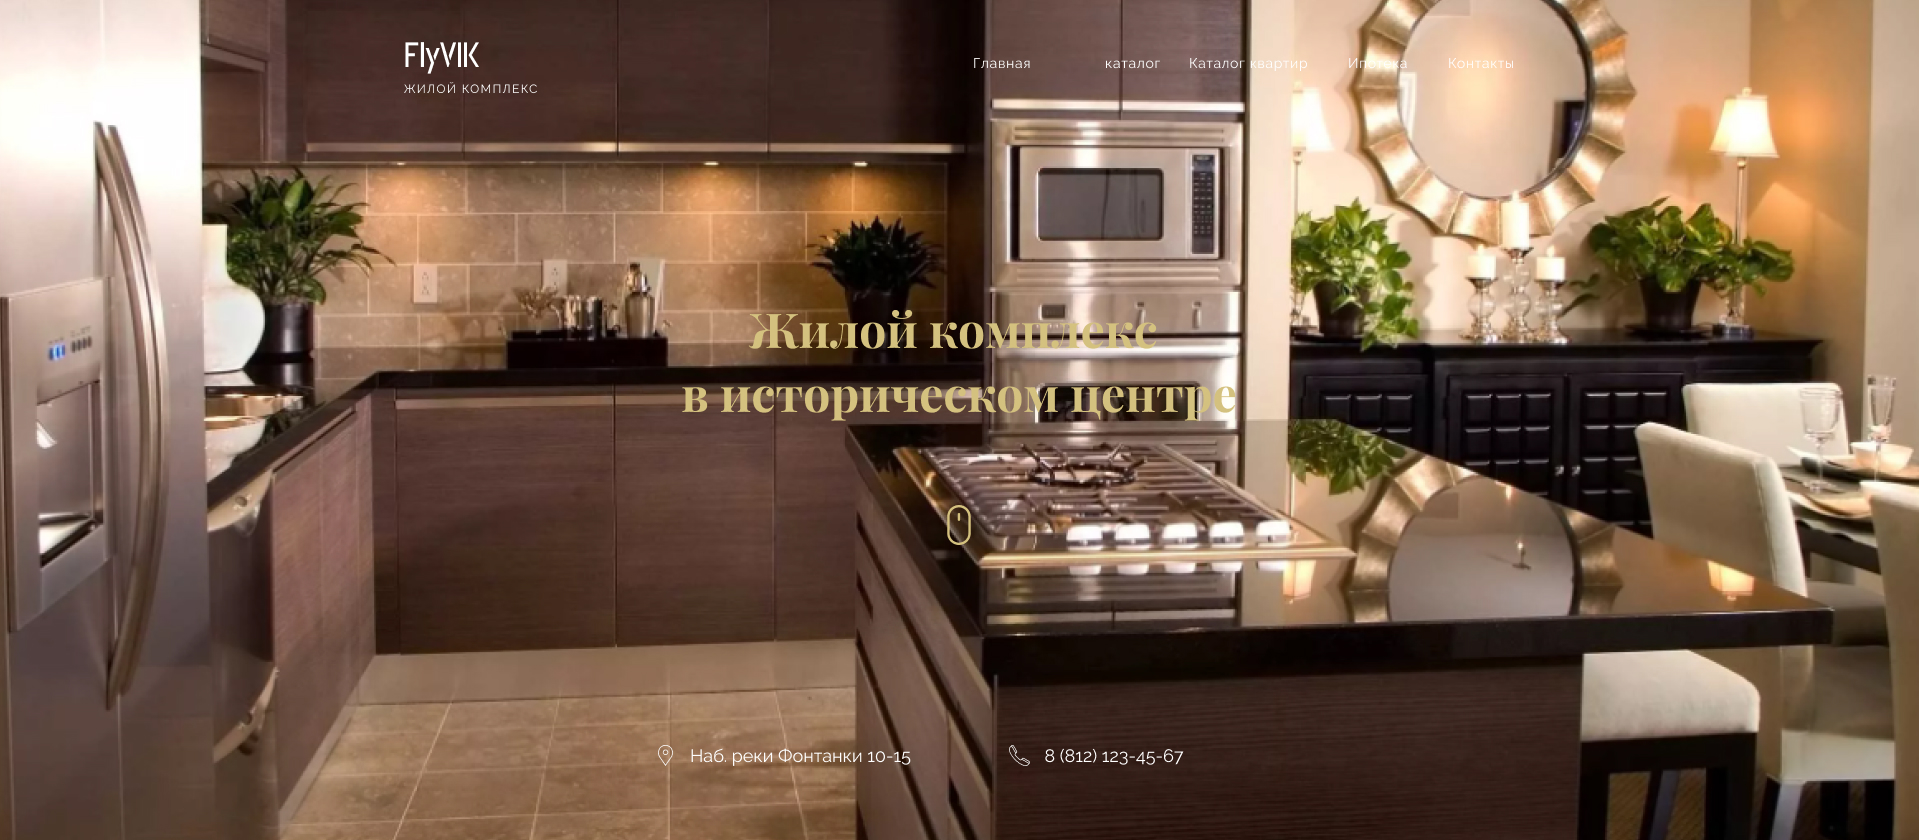 FlyVIK
ЖИЛОЙ КОМПЛЕКС
Главная каталог Каталог квартир Ипотека Контакты
Жилой комплекс
в историческом центре
Наб. реки Фонтанки 10-15
8 (812) 123-45-67